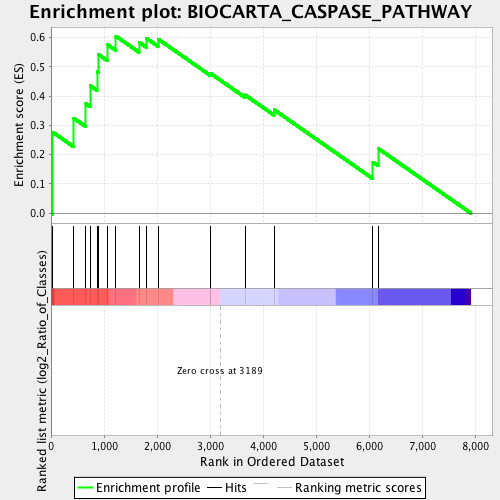 Enrichment plot: BIOCARTA_CASPASE_PATHWAY
Enrichment score (ES)
0.6
0.5
0.4
0.3
0.2
0.1
0.0
Ranked list metric (log2_Ratio_of_Classes)
Zero cross at 3189
0 1,000 2,000 3,000 4,000 5,000 6,000 7,000 8,000
Rank in Ordered Dataset
Enrichment profile Hits Ranking metric scores